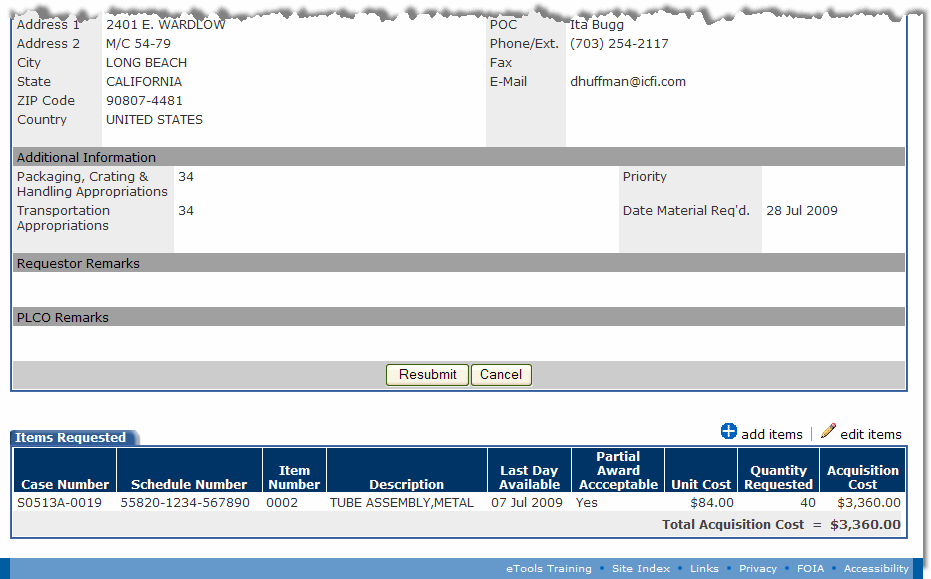 Address 1 2401 E. WARDLOW POC Ita Bugg
Address 2 M/C 54-79 Phone/Ext. (703) 254-2117
City LONG BEACH Fax
State CALIFORNIA E-Mail dhuffman@icfi.com
ZIP Code 90807-4481
Country UNITED STATES
Additional Information
Packaging, Crating & 34 Priority
Handling Appropriations
Transportation 34 Date Material Req'd. 28 Jul 2009
Appropriations
Requestor Remarks
PLCO Remarks
Resubmit Cancel
Items Requested add items | edit items
Partial
Item Last Day Award Quantity Acquisition
Case Number Schedule Number Number Description Available Accceptable Unit Cost Requested Cost
S0513A-0019 55820-1234-567890 0002 TUBE ASSEMBLY,METAL 07 Jul 2009 Yes $84.00 40 $3,360.00
Total Acquisition Cost = $3,360.00
eTools Training • Site Index • Links • Privacy • FOIA • Accessibility